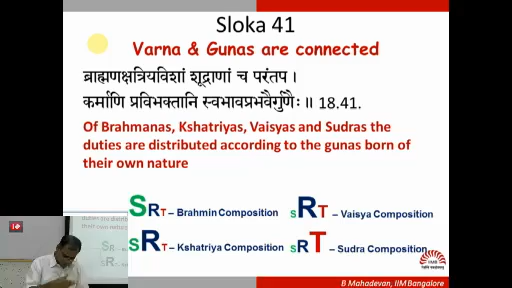 Sloka 41
Varna & Gunas are connected
ब्राह्मणक्षत्रियविशां शूद्राणां च परंतप ।
कर्माणि प्रविभक्तानि स्वभावप्रभवैर्गुणैः ॥ 18.41.
Of Brahmanas, Kshatriyas, Vaisyas and Sudras the
duties are distributed according to the gunas born of
their own nature
SRT – Brahmin Composition
SRT – Vaisya Composition
SRT – Kshatriya Composition
SRT – Sudra Composition
B Mahadevan, IIM Bangalore